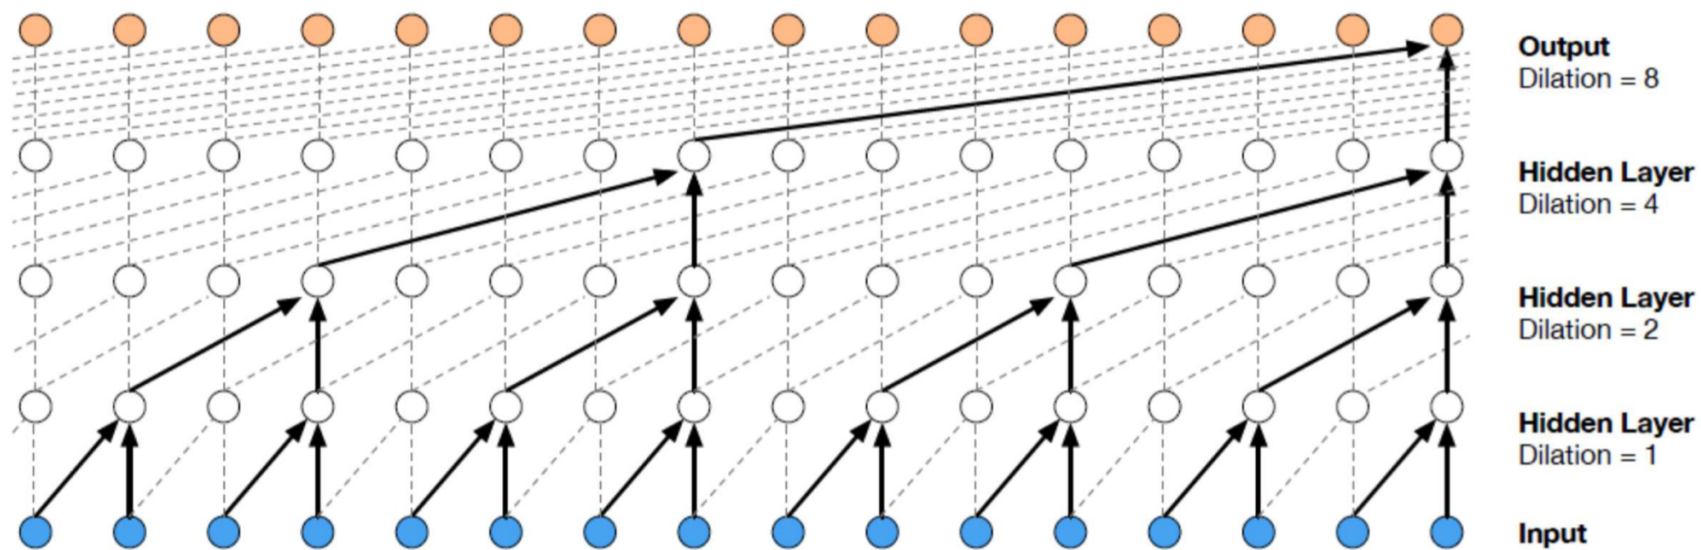 Output
Dilation = 8
Hidden Layer
Dilation = 4
Hidden Layer
Dilation = 2
Hidden Layer
Dilation = 1
Input